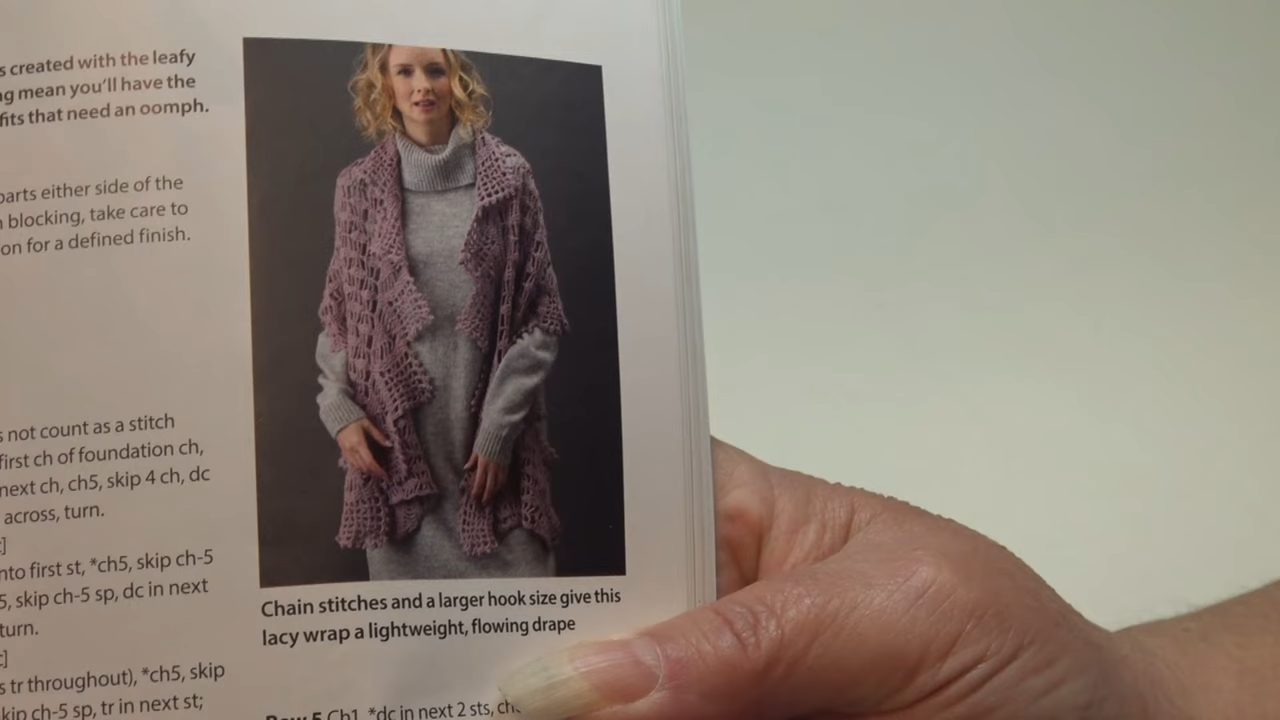 s created with the leafy
g mean you'll have the
fits that need an oomph.
parts either side of the
blocking, take care to
on for a defined finish.
s not count as a stitch
first ch of foundation ch,
next ch, ch5, skip 4 ch, dc
across, turn.
]
nto first st, *ch5, skip ch-5
5, skip ch-5 sp, dc in next
turn.
]
s tr throughout), *ch5, skip
kip ch-5 sp, tr in next st;
Chain stitches and a larger hook size give this
lacy wrap a lightweight, flowing drape
Row 5 Ch1, *dc in next 2 sts,